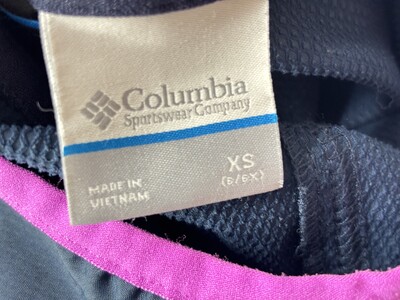 Columbia
Sportswear Company
XS
(6/6X)
MADE IN
VIETNAM